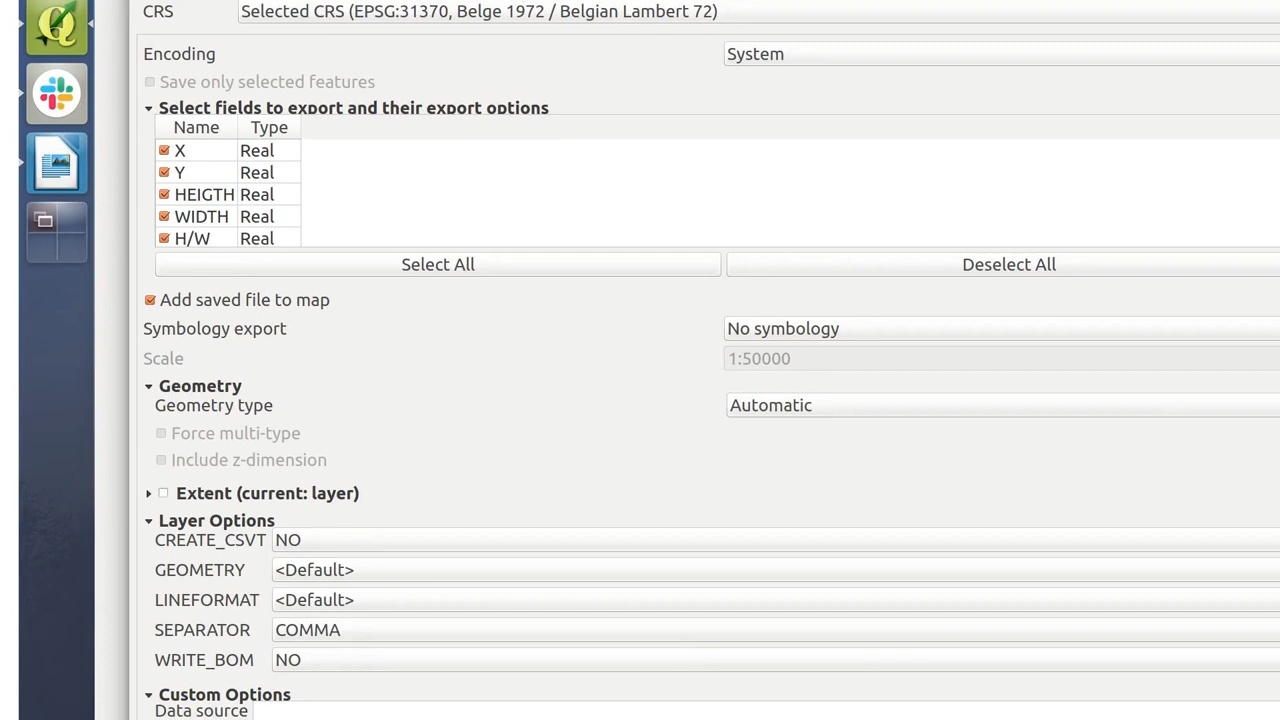 CRS Selected CRS (EPSG:31370, Belge 1972 / Belgian Lambert 72)
Encoding System
Save only selected features
Select fields to export and their export options
Name Type
X Real
Y Real
HEIGTH Real
WIDTH Real
H/W Real
Select All Deselect All
Add saved file to map
Symbology export No symbology
Scale 1:50000
Geometry
Geometry type Automatic
Force multi-type
Include z-dimension
Extent (current: layer)
Layer Options
CREATE_CSVT NO
GEOMETRY <Default>
LINEFORMAT <Default>
SEPARATOR COMMA
WRITE_BOM NO
Custom Options
Data source